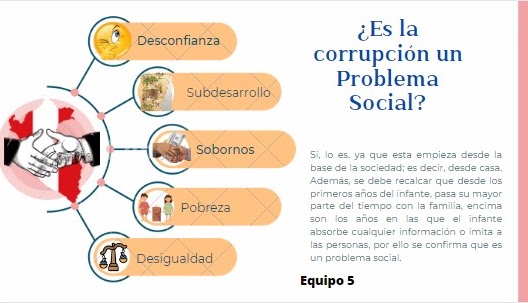 ¿Es la
corrupción un
Problema
Social?
Desconfianza
Subdesarrollo
Sobornos
Pobreza
Desigualdad
Sí, lo es, ya que esta empieza desde la
base de la sociedad; es decir, desde casa.
Además, se debe recalcar que desde los
primeros años del infante, pasa su mayor
parte del tiempo con la familia, encima
son los años en las que el infante
absorbe cualquier información o imita a
las personas, por ello se confirma que es
un problema social.
Equipo 5